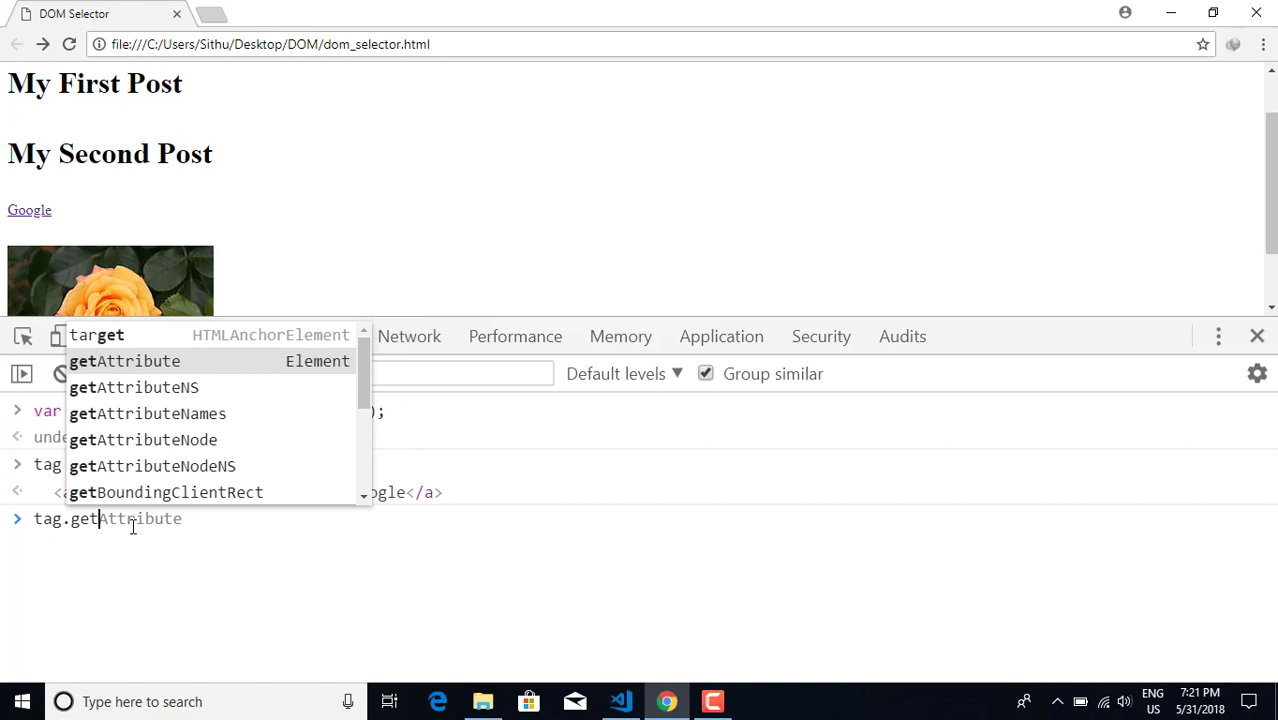 DOM Selector
file:///C:/Users/Sithu/Desktop/DOM/dom_selector.html
My First Post
My Second Post
Google
Network Performance Memory Application Security Audits
Default levels Group similar
target HTMLAnchorElement
getAttribute Element
getAttributeNS
getAttributeNames
getAttributeNode
getAttributeNodeNS
getBoundingClientRect
var );
tag
</a>
tag.getAttribute
Type here to search
ENG 7:21 PM
US 5/31/2018